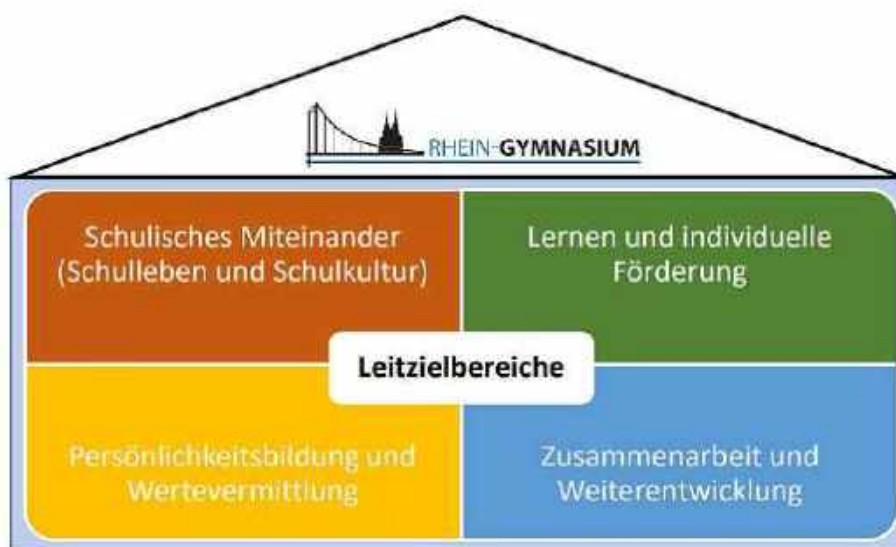 RHEIN-GYMNASIUM
Schulisches Miteinander
(Schulleben und Schulkultur)
Lernen und individuelle
Förderung
Leitzielbereiche
Persönlichkeitsbildung und
Wertevermittlung
Zusammenarbeit und
Weiterentwicklung